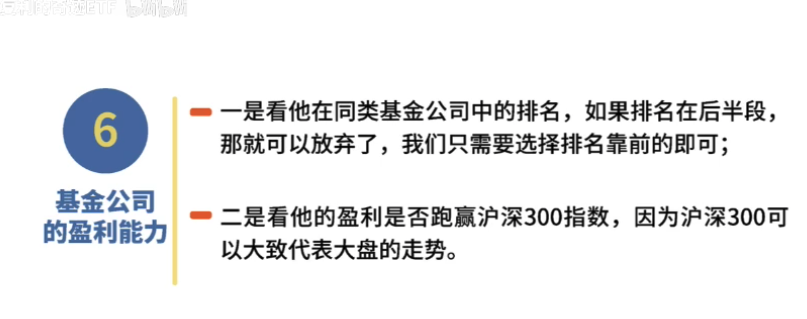 6
基金公司
的盈利能力
一是看他在同类基金公司中的排名，如果排名在后半段，
那就可以放弃了，我们只需要选择排名靠前的即可；
二是看他的盈利是否跑赢沪深300指数，因为沪深300可
以大致代表大盘的走势。